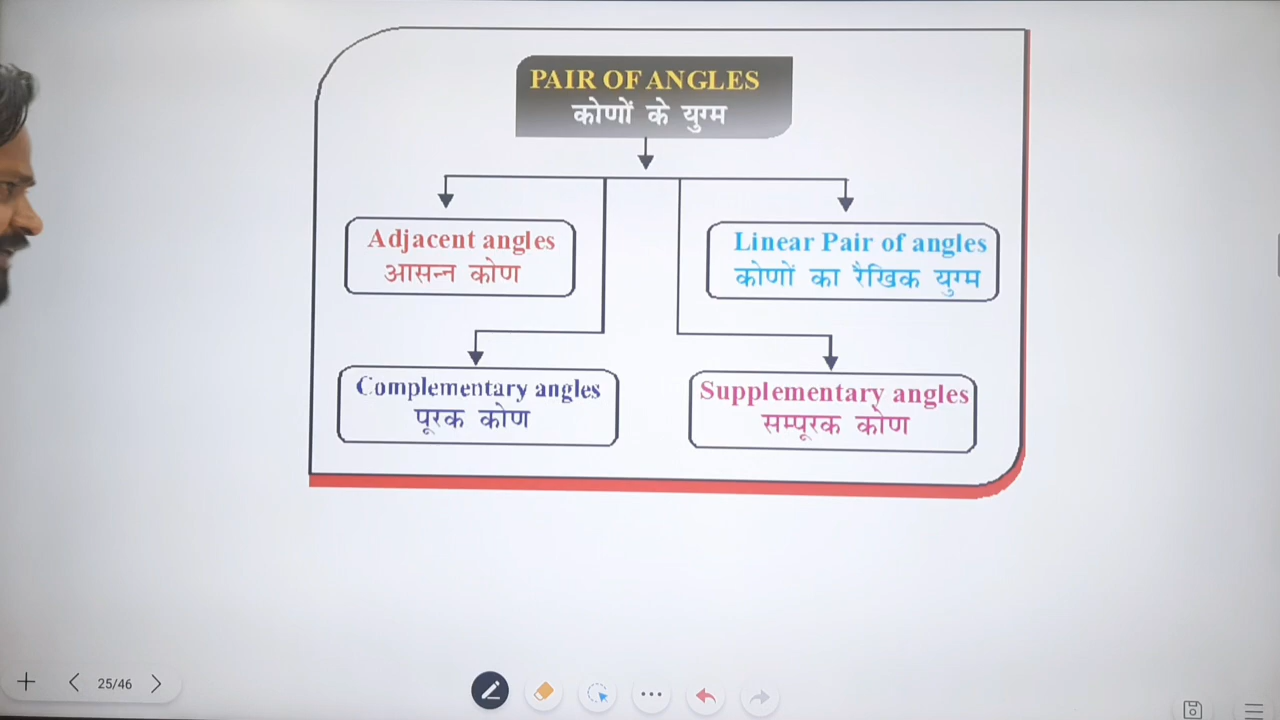 PAIR OF ANGLES
कोणों के युग्म
Adjacent angles
आसन्न कोण
Linear Pair of angles
कोणों का रैखिक युग्म
Complementary angles
पूरक कोण
Supplementary angles
सम्पूरक कोण
25/46